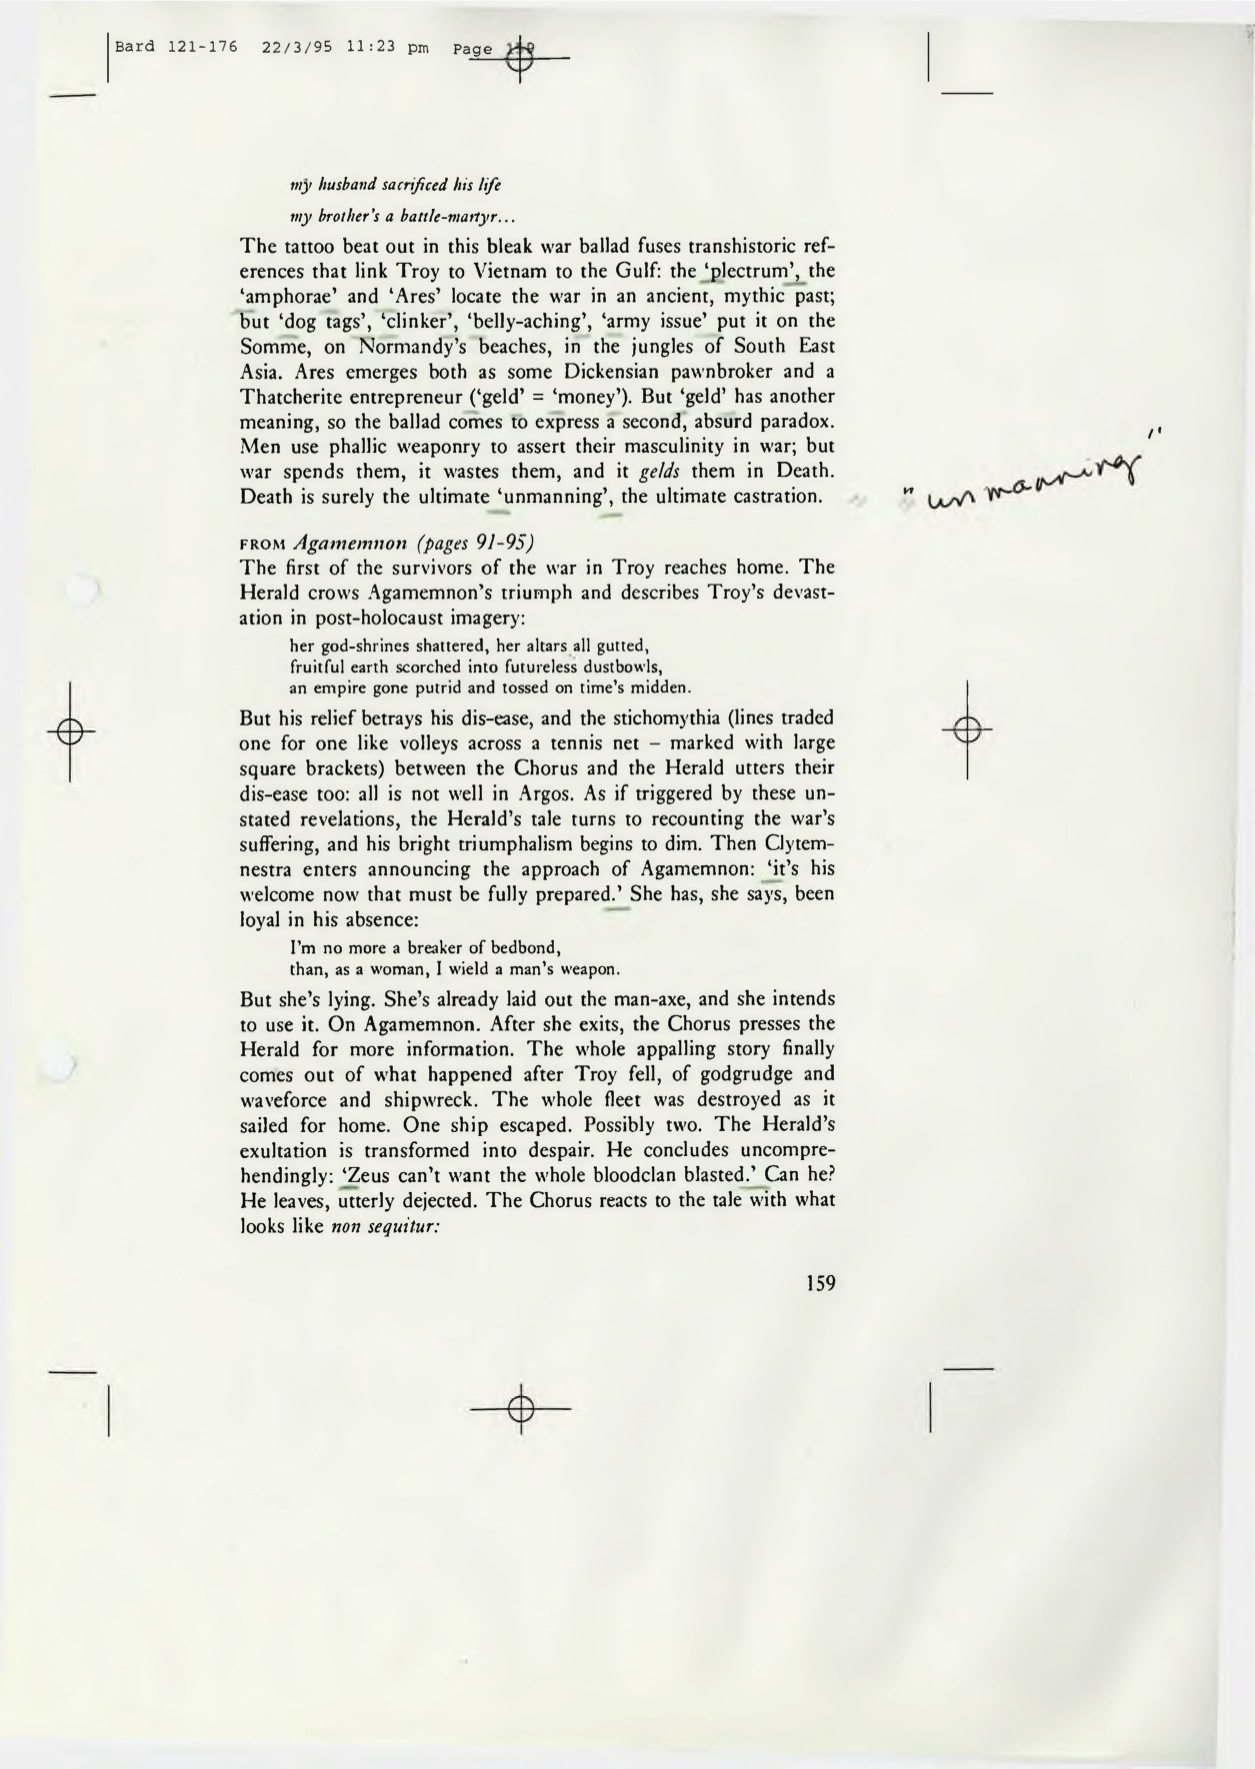 Bard 121-176 22/3/95 11:23 pm Page
my husband sacrificed his life
my brother's a battle-martyr...
The tattoo beat out in this bleak war ballad fuses transhistoric ref-
erences that link Troy to Vietnam to the Gulf: the ‘plectrum’, the
‘amphorae’ and ‘Ares’ locate the war in an ancient, mythic past;
but ‘dog tags’, ‘clinker’, ‘belly-aching’, ‘army issue’ put it on the
Somme, on Normandy’s beaches, in the jungles of South East
Asia. Ares emerges both as some Dickensian pawnbroker and a
Thatcherite entrepreneur (‘geld’ = ‘money’). But ‘geld’ has another
meaning, so the ballad comes to express a second, absurd paradox.
Men use phallic weaponry to assert their masculinity in war; but
war spends them, it wastes them, and it gelds them in Death.
Death is surely the ultimate ‘unmanning’, the ultimate castration.
"unmanning"
FROM Agamemnon (pages 91-95)
The first of the survivors of the war in Troy reaches home. The
Herald crows Agamemnon’s triumph and describes Troy’s devast-
ation in post-holocaust imagery:
her god-shrines shattered, her altars all gutted,
fruitful earth scorched into futureless dustbowls,
an empire gone putrid and tossed on time’s midden.
But his relief betrays his dis-ease, and the stichomythia (lines traded
one for one like volleys across a tennis net – marked with large
square brackets) between the Chorus and the Herald utters their
dis-ease too: all is not well in Argos. As if triggered by these un-
stated revelations, the Herald’s tale turns to recounting the war’s
suffering, and his bright triumphalism begins to dim. Then Clytem-
nestra enters announcing the approach of Agamemnon: ‘it’s his
welcome now that must be fully prepared.’ She has, she says, been
loyal in his absence:
I’m no more a breaker of bedbond,
than, as a woman, I wield a man’s weapon.
But she’s lying. She’s already laid out the man-axe, and she intends
to use it. On Agamemnon. After she exits, the Chorus presses the
Herald for more information. The whole appalling story finally
comes out of what happened after Troy fell, of godgrudge and
waveforce and shipwreck. The whole fleet was destroyed as it
sailed for home. One ship escaped. Possibly two. The Herald’s
exultation is transformed into despair. He concludes uncompre-
hendingly: ‘Zeus can’t want the whole bloodclan blasted.’ Can he?
He leaves, utterly dejected. The Chorus reacts to the tale with what
looks like non sequitur:
159